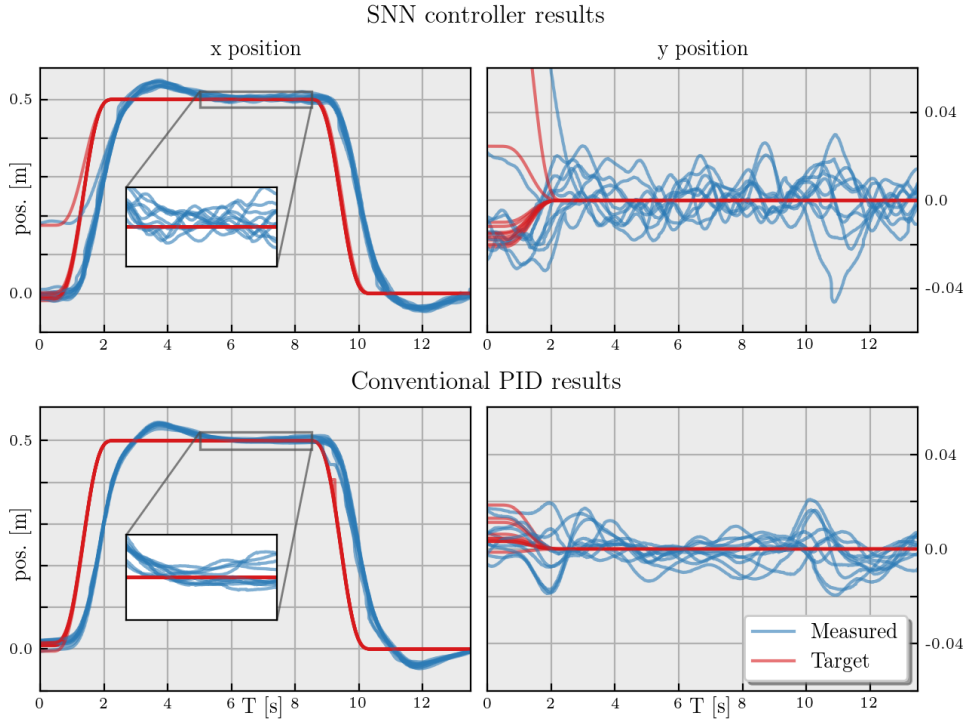 SNN controller results
x position
y position
pos. [m]
0.5
0.0
0.04
0.0
-0.04
0 2 4 6 8 10 12
0 2 4 6 8 10 12
Conventional PID results
pos. [m]
0.5
0.0
0.04
0.0
-0.04
Measured
Target
0 2 4 6 8 10 12
0 2 4 6 8 10 12
T [s]
T [s]